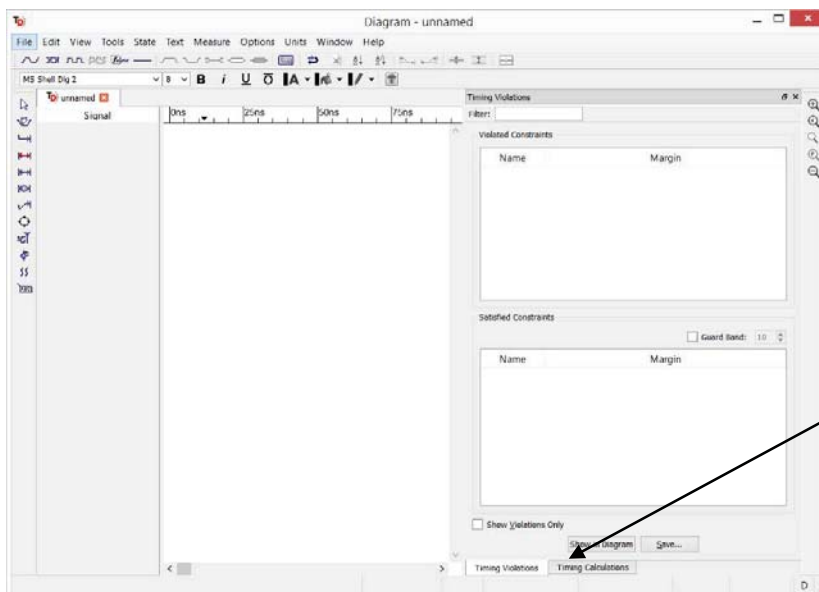 Diagram - unnamed
File Edit View Tools State Text Measure Options Units Window Help
MS Shell Dlg 2 8 B i U O A
unnamed
Signal
0ns 25ns 50ns 75ns
Timing Violations
Filter:
Violated Constraints
Name Margin
Satisfied Constraints
Guard Band: 10
Name Margin
Show Violations Only
Show in Diagram Save...
Timing Violations Timing Calculations
D